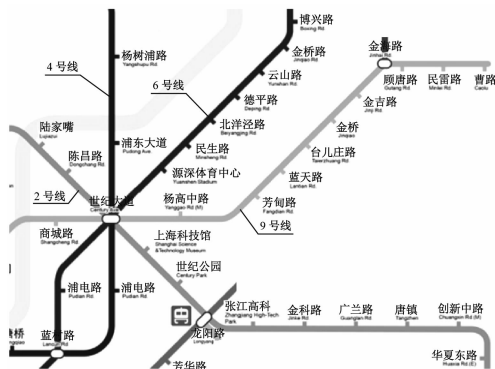 博兴路
Boxing Rd
杨树浦路
Yangshupu Rd.
金桥路
Jinqiao Rd.
金海路
Jinhai Rd.
4 号线
云山路
Yunshan Rd.
顾唐路
Gutang Rd.
民雷路
Minlei Rd.
曹路
Caolu
6 号线
德平路
Deping Rd.
金吉路
Jinji Rd.
陆家嘴
Lujiazui
北洋泾路
Beiyangjing Rd.
金桥
Jinqiao
浦东大道
Pudong Ave.
民生路
Minsheng Rd.
台儿庄路
Taierzhuang Rd.
陈昌路
Dongchang Rd.
源深体育中心
Yuanshen Stadium
蓝天路
Lantian Rd.
2 号线
世纪大道
Century Ave.
杨高中路
Yanggao Rd (M)
芳甸路
Fangdian Rd.
9 号线
商城路
Shangcheng Rd.
上海科技馆
Shanghai Science
&Technology Museum
世纪公园
Century Park
浦电路
Pudian Rd.
浦电路
Pudian Rd.
张江高科
Zhangjiang High-Tech
Park
金科路
Jinke Rd.
广兰路
Guanglan Rd.
唐镇
Tangzhen
创新中路
Chuangxin Rd (M)
塘桥
蓝村路
Lancun Rd.
龙阳路
Longyang
华夏东路
Huaxia Rd (E)
芳华路